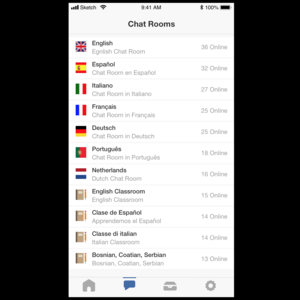 Sketch
9:41 AM
100%
Chat Rooms
English
English Chat Room
36 Online
Español
Chat Room en Español
32 Online
Italiano
Chat Room in Italiano
27 Online
Français
Chat Room in Français
25 Online
Deutsch
Chat Room in Deutsch
25 Online
Português
Chat Room in Português
18 Online
Netherlands
Dutch Chat Room
16 Online
English Classroom
English Classroom
15 Online
Clase de Español
Aprendemos el Español
14 Online
Classe di italian
Italian Classroom
14 Online
Bosnian, Coatian, Serbian
Bosnian, Coatian, Serbian
13 Online